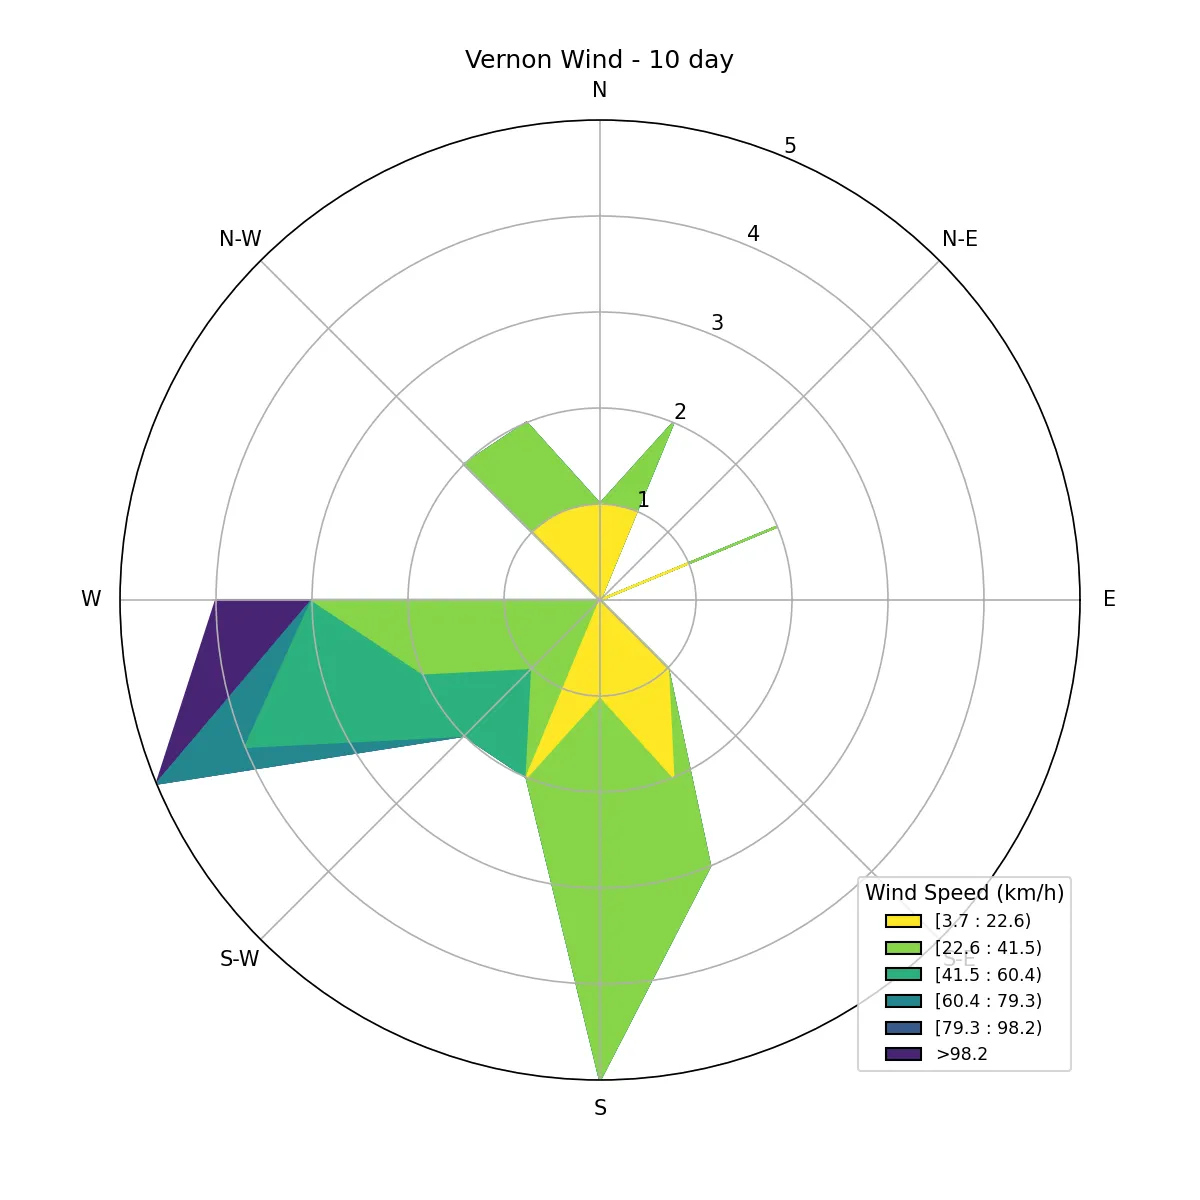 Vernon Wind - 10 day
N
5
N-W
4
N-E
3
2
1
W
E
Wind Speed (km/h)
[3.7 : 22.6)
[22.6 : 41.5)
S-W
S-E
[41.5 : 60.4)
[60.4 : 79.3)
[79.3 : 98.2)
>98.2
S